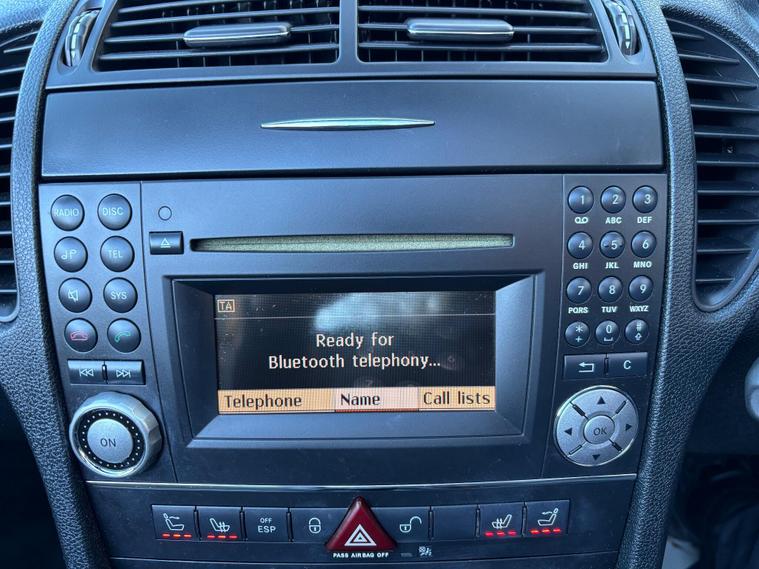 RADIO DISC
TEL
SYS
ON
TA
Ready for
Bluetooth telephony...
Telephone Name Call lists
1 2 3
ABC DEF
4 5 6
GHI JKL MNO
7 8 9
PQRS TUV WXYZ
* 0 #
+
C
OK
OFF
ESP
PASS AIRBAG OFF